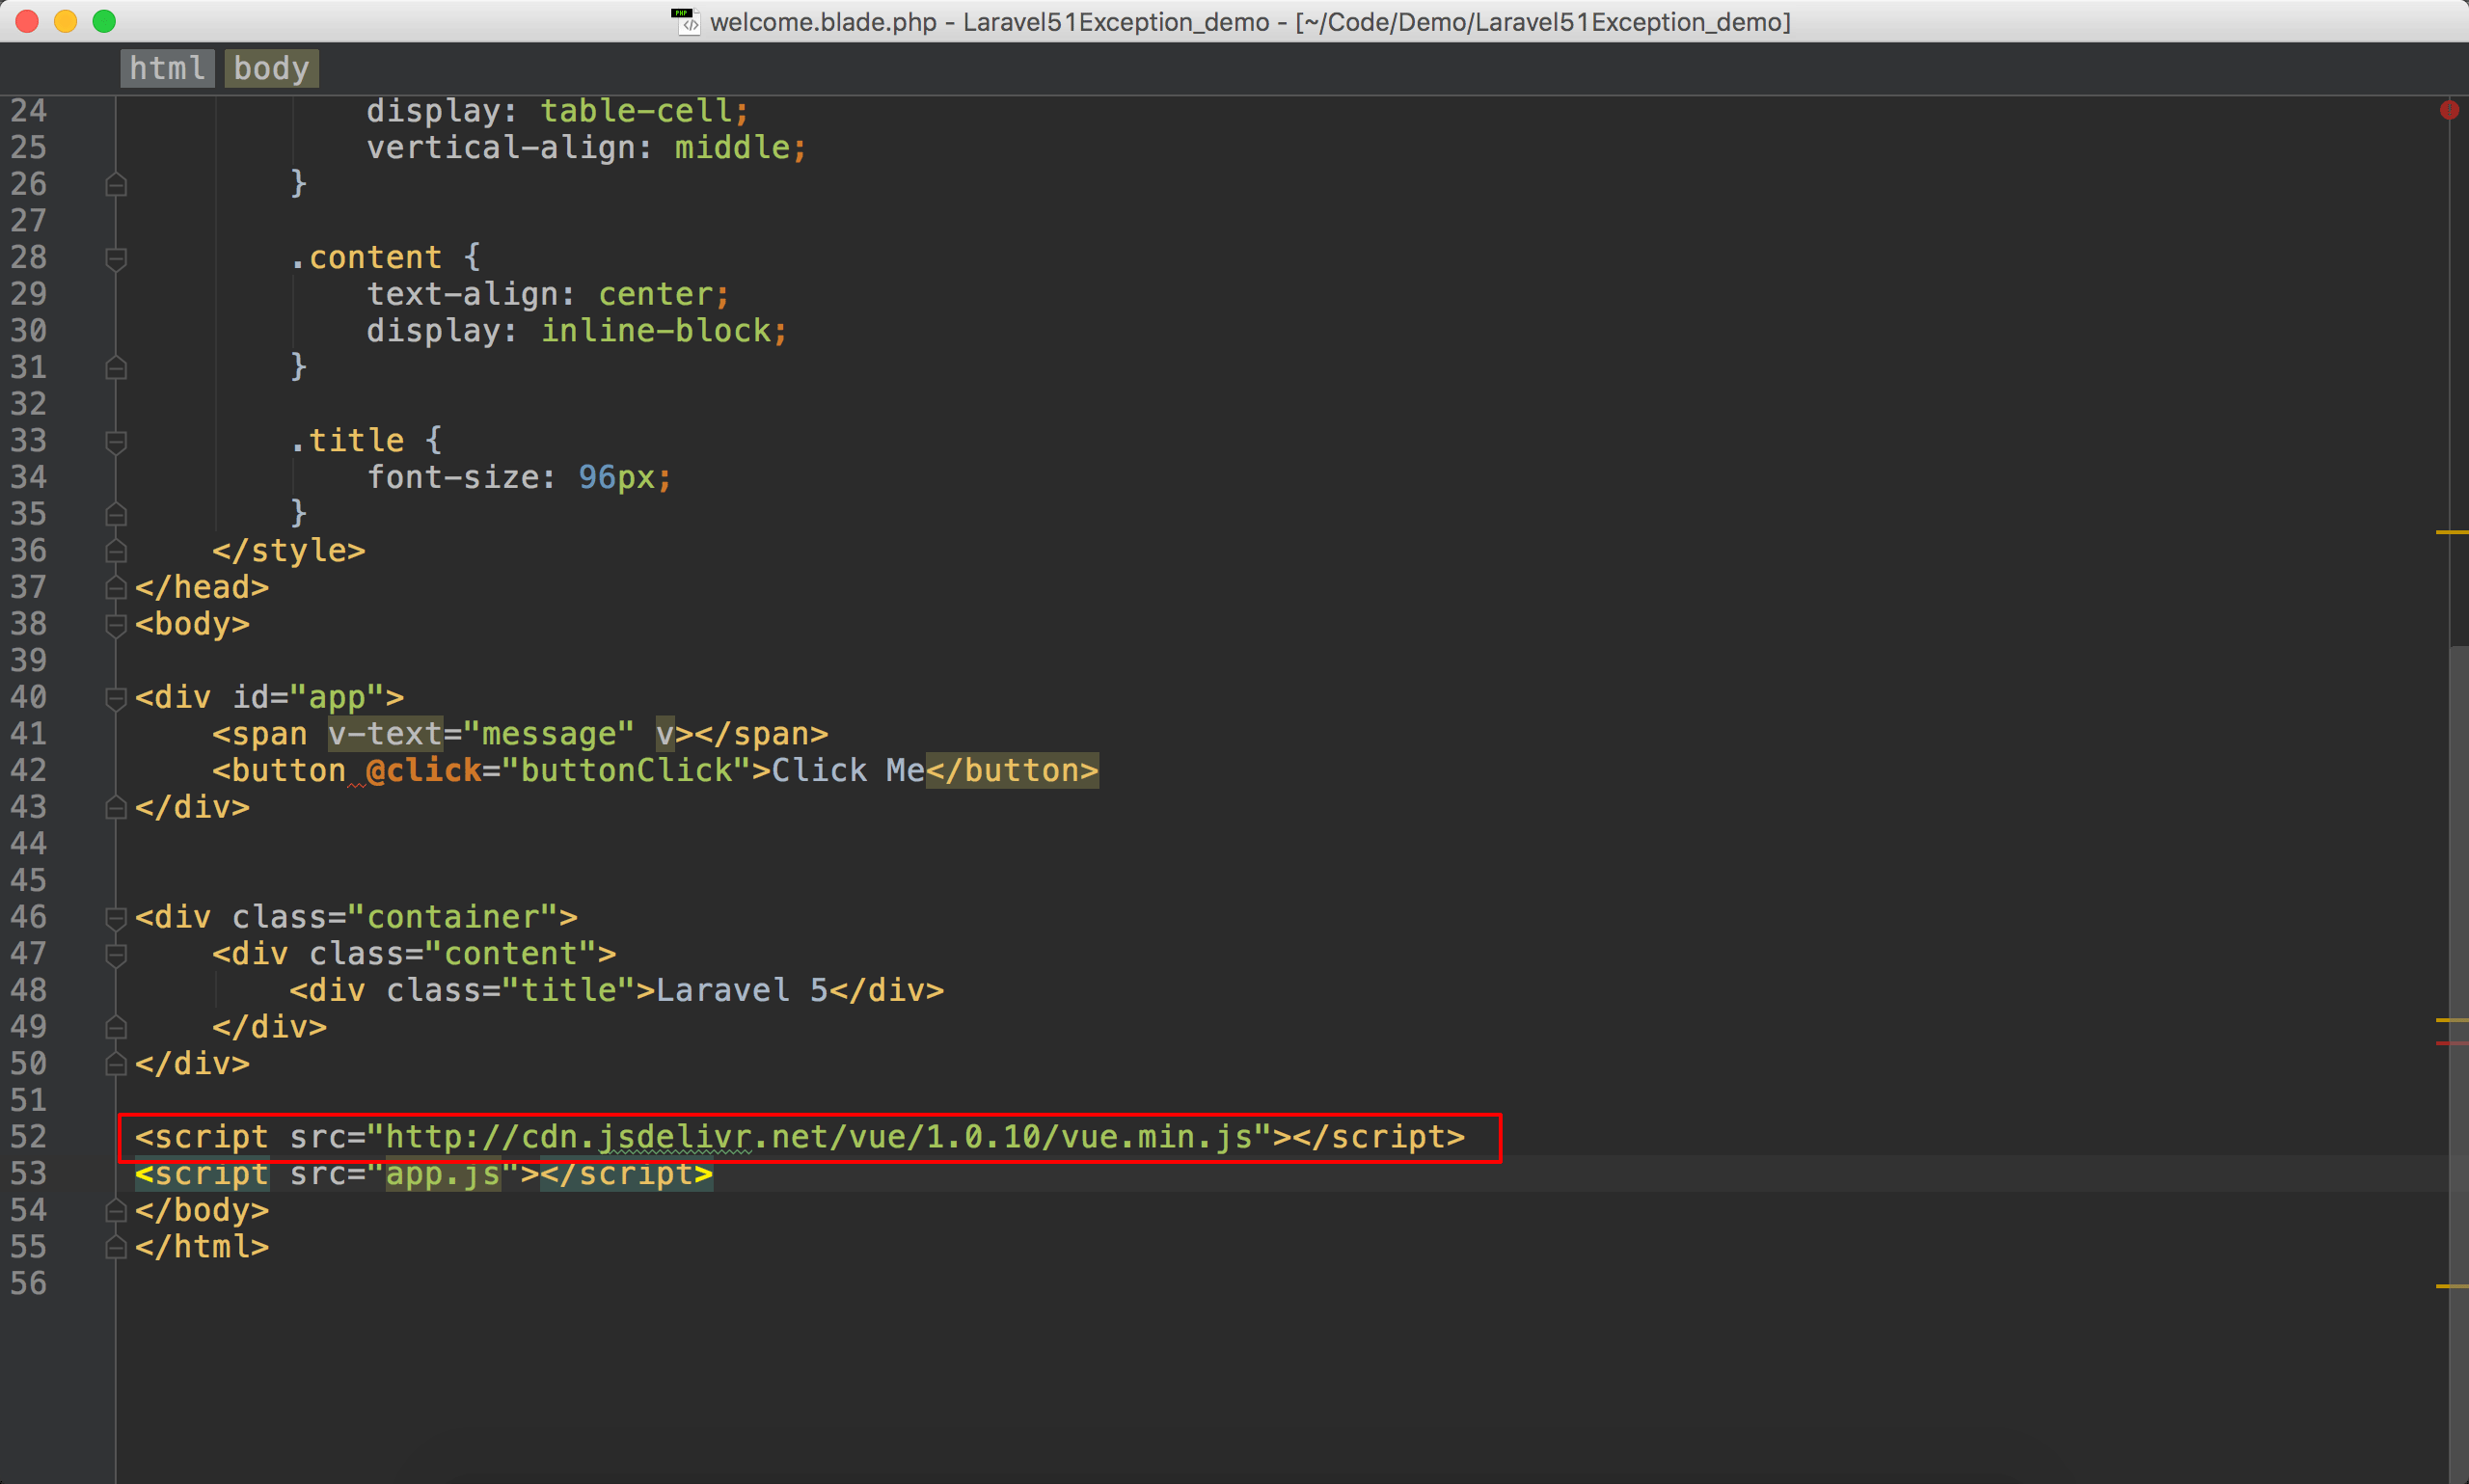 welcome.blade.php - Laravel51Exception_demo - [~/Code/Demo/Laravel51Exception_demo]
html body
24 display: table-cell;
25 vertical-align: middle;
26 }
27
28 .content {
29 text-align: center;
30 display: inline-block;
31 }
32
33 .title {
34 font-size: 96px;
35 }
36 </style>
37 </head>
38 <body>
39
40 <div id="app">
41 <span v-text="message" v></span>
42 <button @click="buttonClick">Click Me</button>
43 </div>
44
45
46 <div class="container">
47 <div class="content">
48 <div class="title">Laravel 5</div>
49 </div>
50 </div>
51
52 <script src="http://cdn.jsdelivr.net/vue/1.0.10/vue.min.js"></script>
53 <script src="app.js"></script>
54 </body>
55 </html>
56